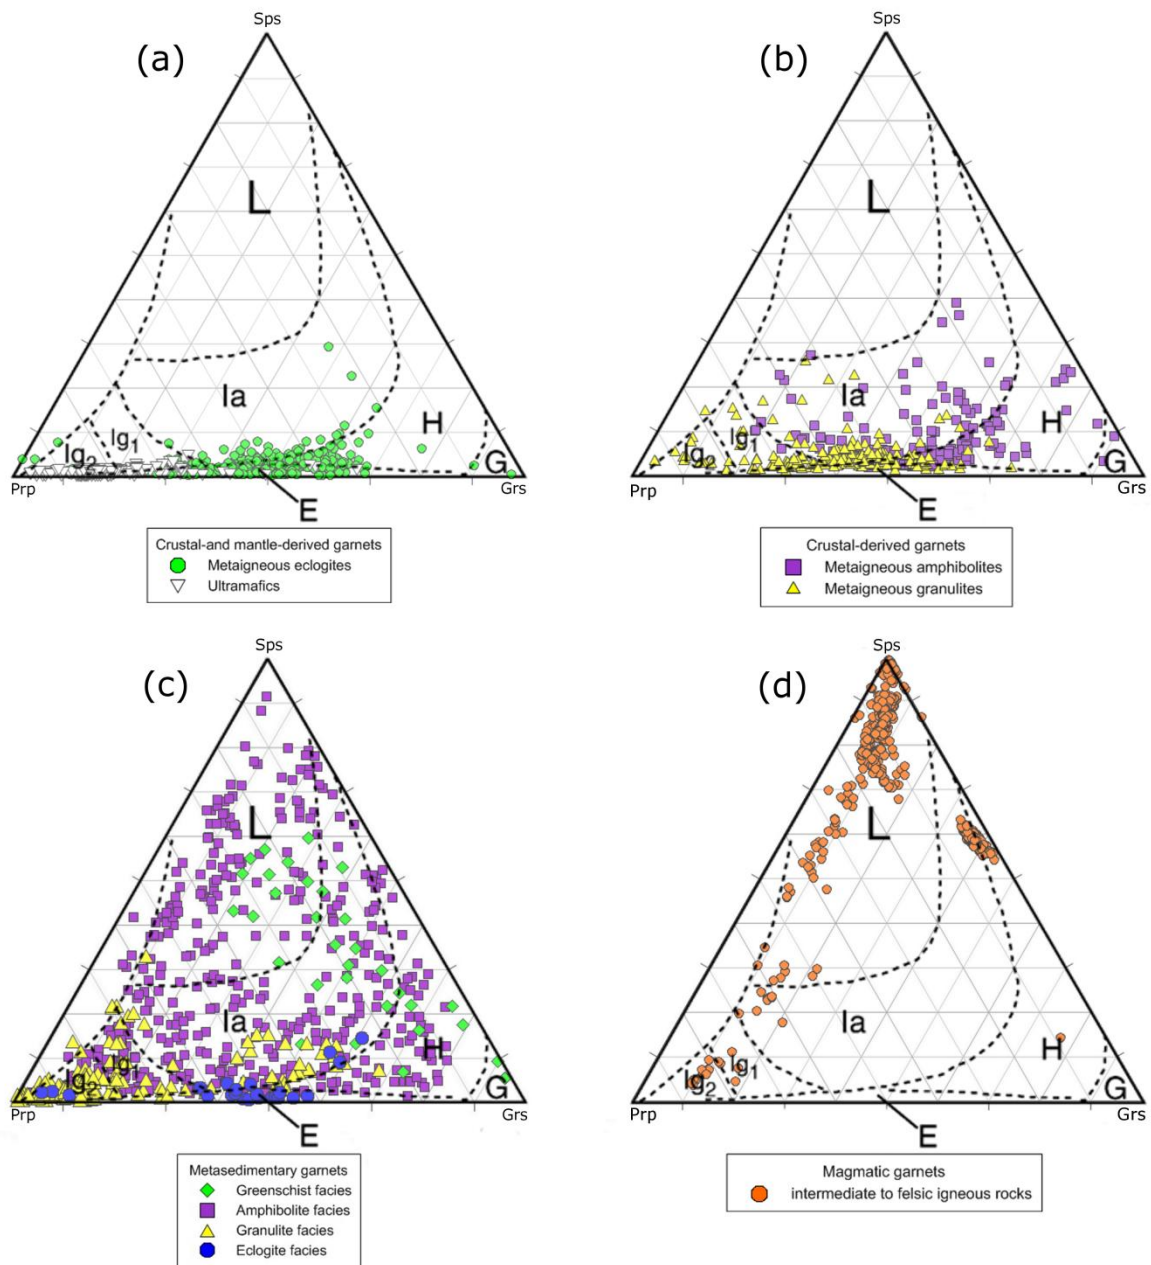 Sps
(a)
L
Ia
Ig1
Ig2
H
G
Prp
Grs
E
Crustal-and mantle-derived garnets
Metaigneous eclogites
Ultramafics
Sps
(b)
L
Ia
Ig1
Ig2
H
G
Prp
Grs
E
Crustal-derived garnets
Metaigneous amphibolites
Metaigneous granulites
Sps
(c)
L
Ia
Ig1
Ig2
H
G
Prp
Grs
E
Metasedimentary garnets
Greenschist facies
Amphibolite facies
Granulite facies
Eclogite facies
Sps
(d)
L
Ia
Ig1
Ig2
H
G
Prp
Grs
E
Magmatic garnets
intermediate to felsic igneous rocks